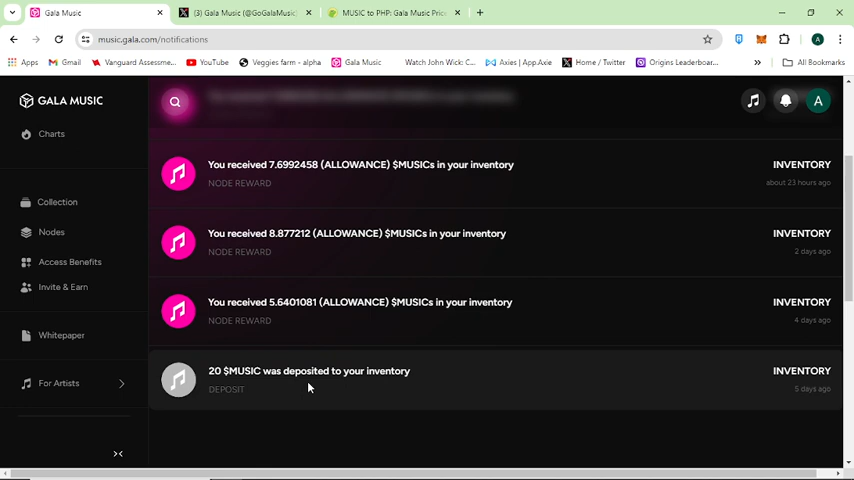 Gala Music
(3) Gala Music (@GoGalaMusic)
MUSIC to PHP: Gala Music Price
music.gala.com/notifications
A
Apps
Gmail
Vanguard Assessme...
YouTube
Veggies farm - alpha
Gala Music
Watch John Wick: C...
Axies | App.Axie
Home / Twitter
Origins Leaderboar...
All Bookmarks
GALA MUSIC
A
Charts
Collection
Nodes
Access Benefits
Invite & Earn
Whitepaper
For Artists
You received 7.6992458 (ALLOWANCE) $MUSICs in your inventory
INVENTORY
NODE REWARD
about 23 hours ago
You received 8.877212 (ALLOWANCE) $MUSICs in your inventory
INVENTORY
NODE REWARD
2 days ago
You received 5.6401081 (ALLOWANCE) $MUSICs in your inventory
INVENTORY
NODE REWARD
4 days ago
20 $MUSIC was deposited to your inventory
INVENTORY
DEPOSIT
5 days ago